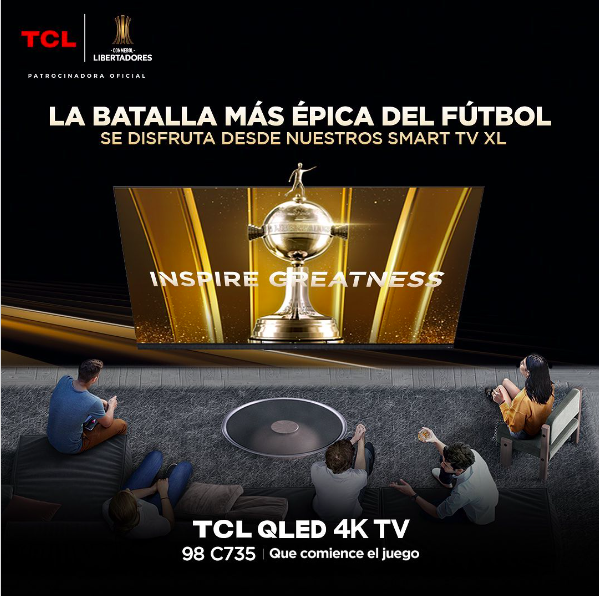 TCL
CONMEBOL
LIBERTADORES
PATROCINADORA OFICIAL
LA BATALLA MÁS ÉPICA DEL FÚTBOL
SE DISFRUTA DESDE NUESTROS SMART TV XL
INSPIRE GREATNESS
TCL QLED 4K TV
98 C735 | Que comience el juego